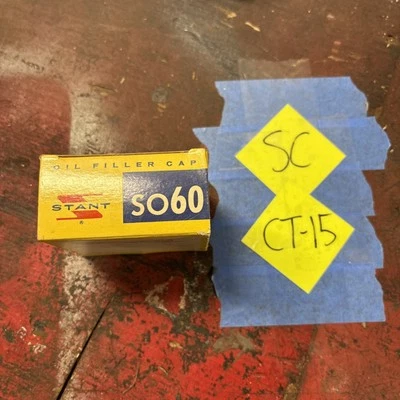 OIL FILLER CAP
STANT
SO60
SC
CT-15